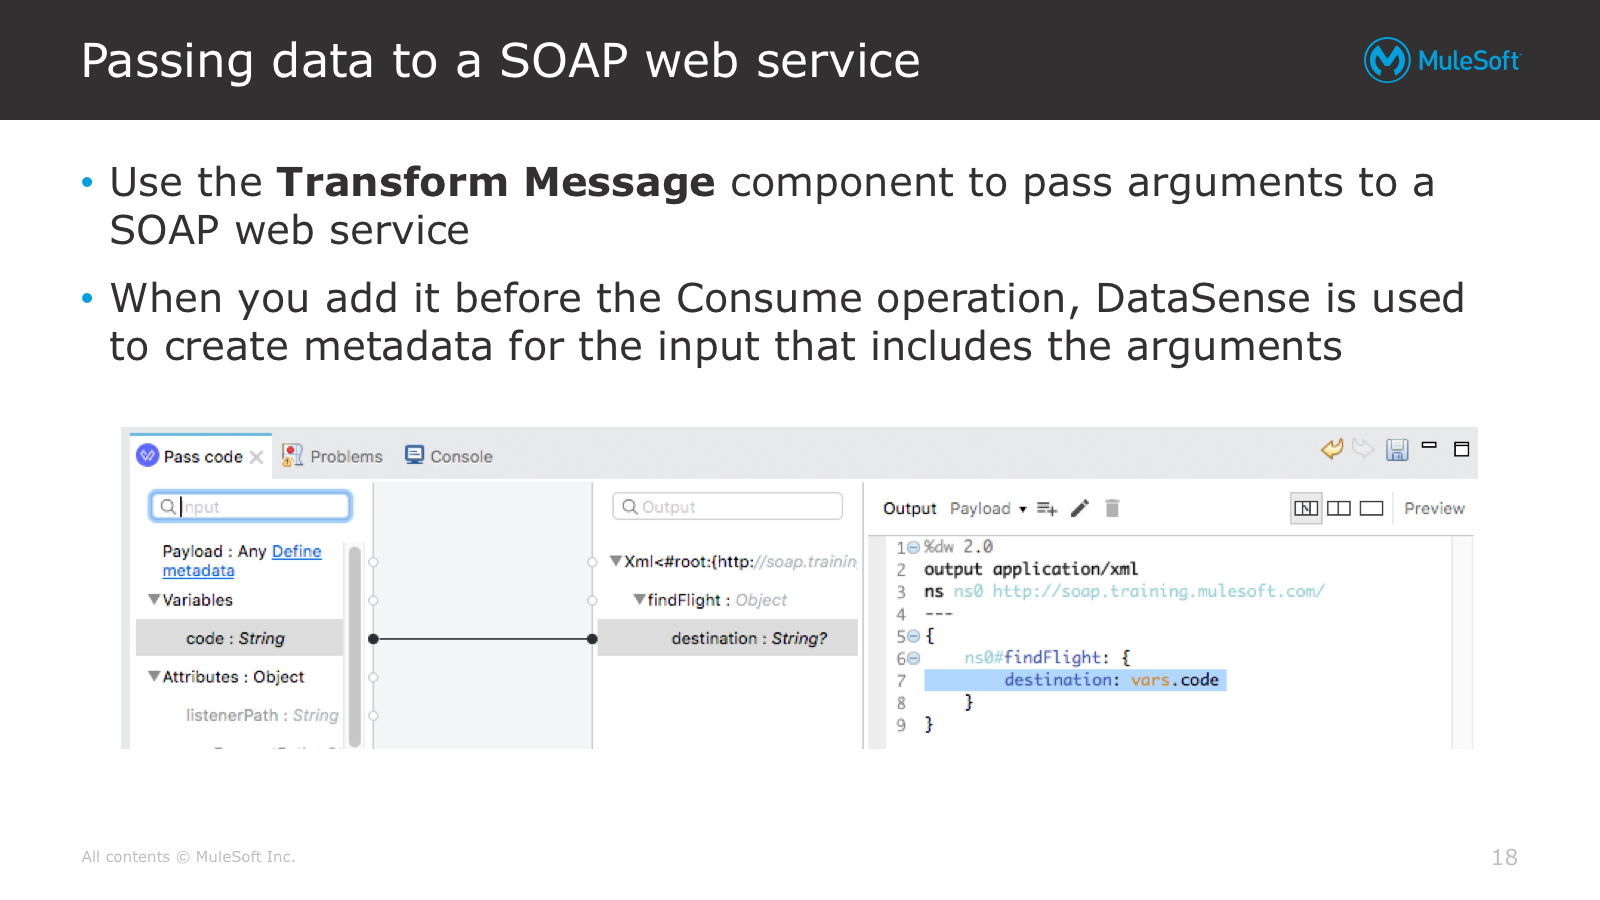 Passing data to a SOAP web service
MuleSoft
• Use the Transform Message component to pass arguments to a
SOAP web service
• When you add it before the Consume operation, DataSense is used
to create metadata for the input that includes the arguments
Pass code
Problems
Console
Input
Payload : Any Define
metadata
Variables
code : String
Attributes : Object
listenerPath : String
Output
Xml<#root:{http://soap.trainin
findFlight : Object
destination : String?
Output Payload
Preview
1 %dw 2.0
2 output application/xml
3 ns ns0 http://soap.training.mulesoft.com/
4 ---
5 {
6 ns0#findFlight: {
7 destination: vars.code
8 }
9 }
All contents © MuleSoft Inc.
18